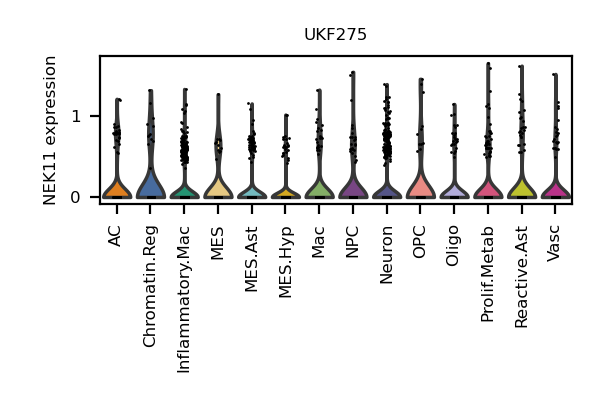 UKF275
NEK11 expression
1
0
AC
Chromatin.Reg
Inflammatory.Mac
MES
MES.Ast
MES.Hyp
Mac
NPC
Neuron
OPC
Oligo
Prolif.Metab
Reactive.Ast
Vasc